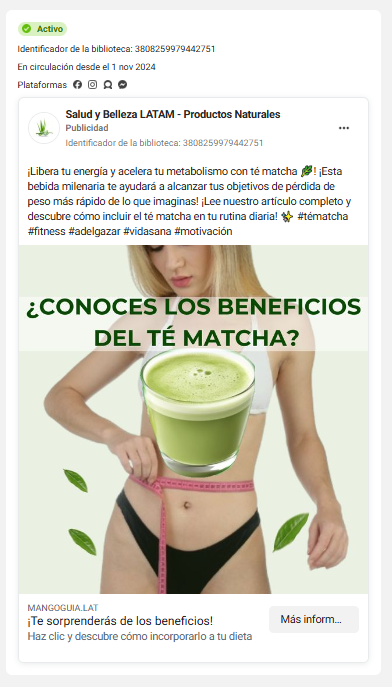 Activo
Identificador de la biblioteca: 3808259979442751
En circulación desde el 1 nov 2024
Plataformas
Salud y Belleza LATAM - Productos Naturales
Publicidad
Identificador de la biblioteca: 3808259979442751
¡Libera tu energía y acelera tu metabolismo con té matcha 🌿! ¡Esta
bebida milenaria te ayudará a alcanzar tus objetivos de pérdida de
peso más rápido de lo que imaginas! ¡Lee nuestro artículo completo y
descubre cómo incluir el té matcha en tu rutina diaria! ✨ #tématcha
#fitness #adelgazar #vidasana #motivación
¿CONOCES LOS BENEFICIOS
DEL TÉ MATCHA?
MANGOGUIA.LAT
¡Te sorprenderás de los beneficios!
Haz clic y descubre cómo incorporarlo a tu dieta
Más inform...